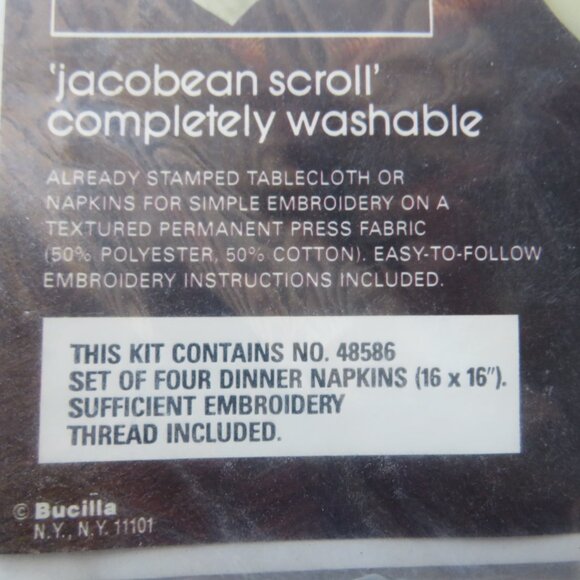 'jacobean scroll'
completely washable
ALREADY STAMPED TABLECLOTH OR
NAPKINS FOR SIMPLE EMBROIDERY ON A
TEXTURED PERMANENT PRESS FABRIC
(50% POLYESTER, 50% COTTON). EASY-TO-FOLLOW
EMBROIDERY INSTRUCTIONS INCLUDED.
THIS KIT CONTAINS NO. 48586
SET OF FOUR DINNER NAPKINS (16 x 16").
SUFFICIENT EMBROIDERY
THREAD INCLUDED.
© Bucilla
N.Y., N.Y. 11101